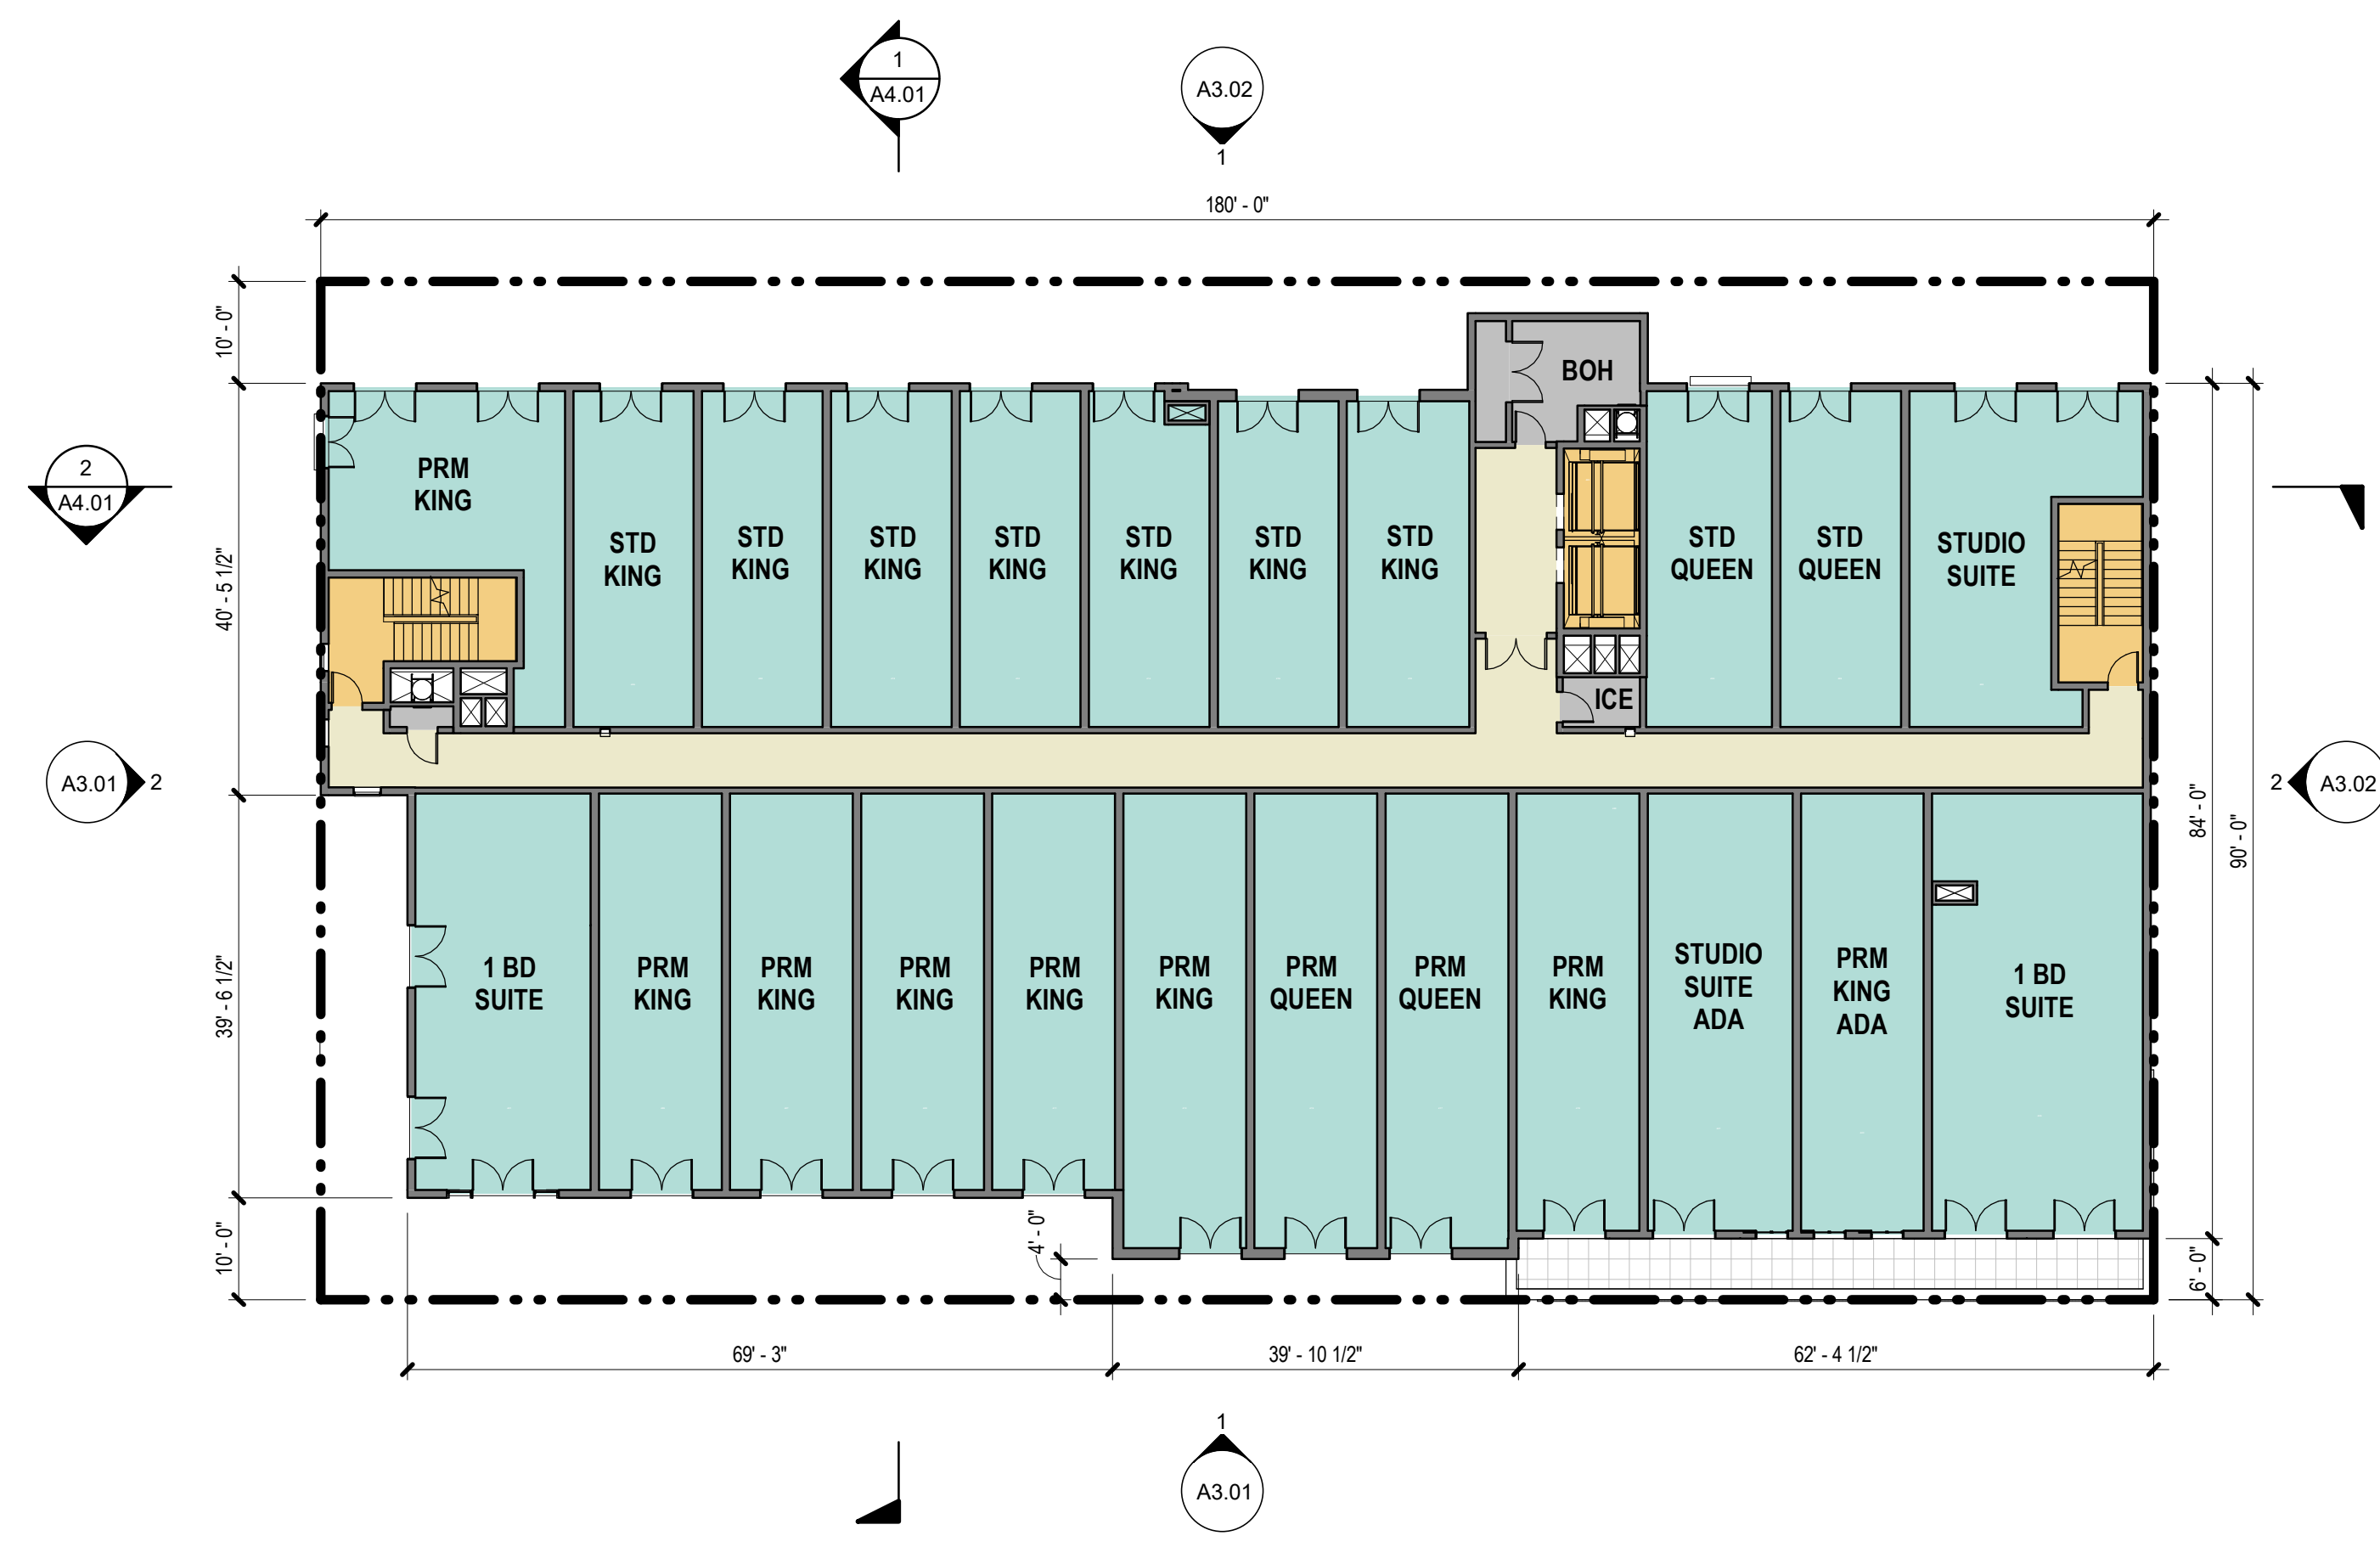 1
A4.01
A3.02
1
180' - 0"
10' - 0"
BOH
PRM
KING
2
A4.01
STD
KING
STD
KING
STD
KING
STD
KING
STD
KING
STD
KING
STD
KING
STD
QUEEN
STD
QUEEN
STUDIO
SUITE
40' - 5 1/2"
ICE
A3.01
2
2
A3.02
84' - 0"
90' - 0"
39' - 6 1/2"
1 BD
SUITE
PRM
KING
PRM
KING
PRM
KING
PRM
KING
PRM
KING
PRM
QUEEN
PRM
QUEEN
PRM
KING
STUDIO
SUITE
ADA
PRM
KING
ADA
1 BD
SUITE
10' - 0"
4' - 0"
6' - 0"
69' - 3"
39' - 10 1/2"
62' - 4 1/2"
1
A3.01